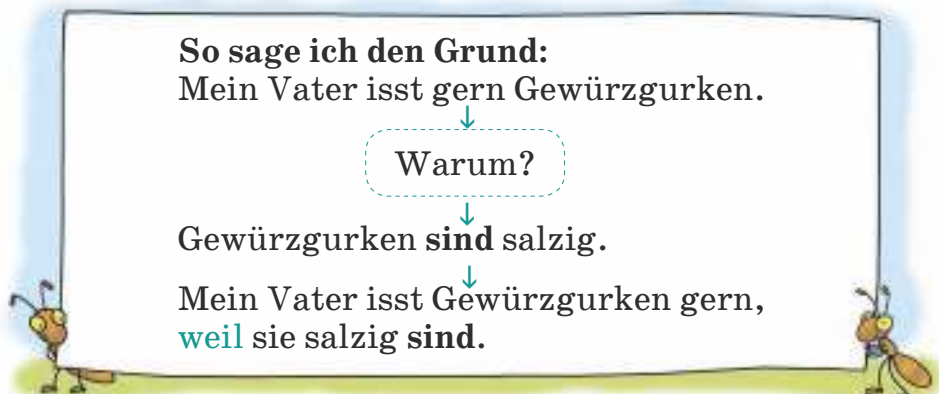 So sage ich den Grund:
Mein Vater isst gern Gewürzgurken.
Warum?
Gewürzgurken sind salzig.
Mein Vater isst Gewürzgurken gern,
weil sie salzig sind.